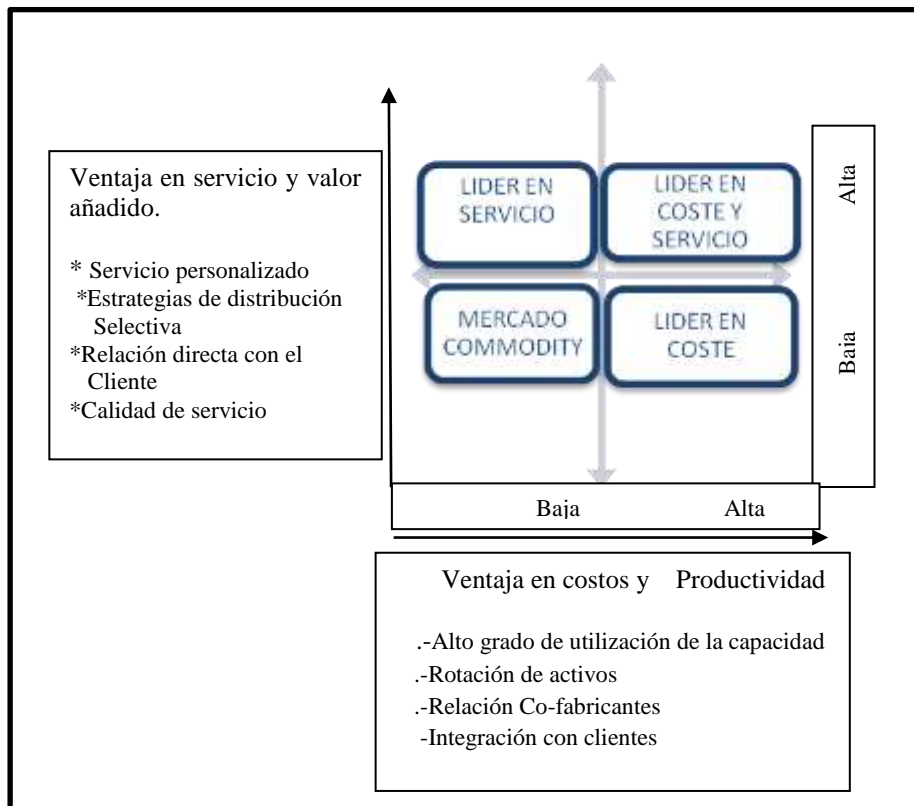 Ventaja en servicio y valor
añadido.
* Servicio personalizado
*Estrategias de distribución
Selectiva
*Relación directa con el
Cliente
*Calidad de servicio
LIDER EN
SERVICIO
LIDER EN
COSTE Y
SERVICIO
MERCADO
COMMODITY
LIDER EN
COSTE
Alta
Baja
Baja
Alta
Ventaja en costos y Productividad
.-Alto grado de utilización de la capacidad
.-Rotación de activos
.-Relación Co-fabricantes
-Integración con clientes